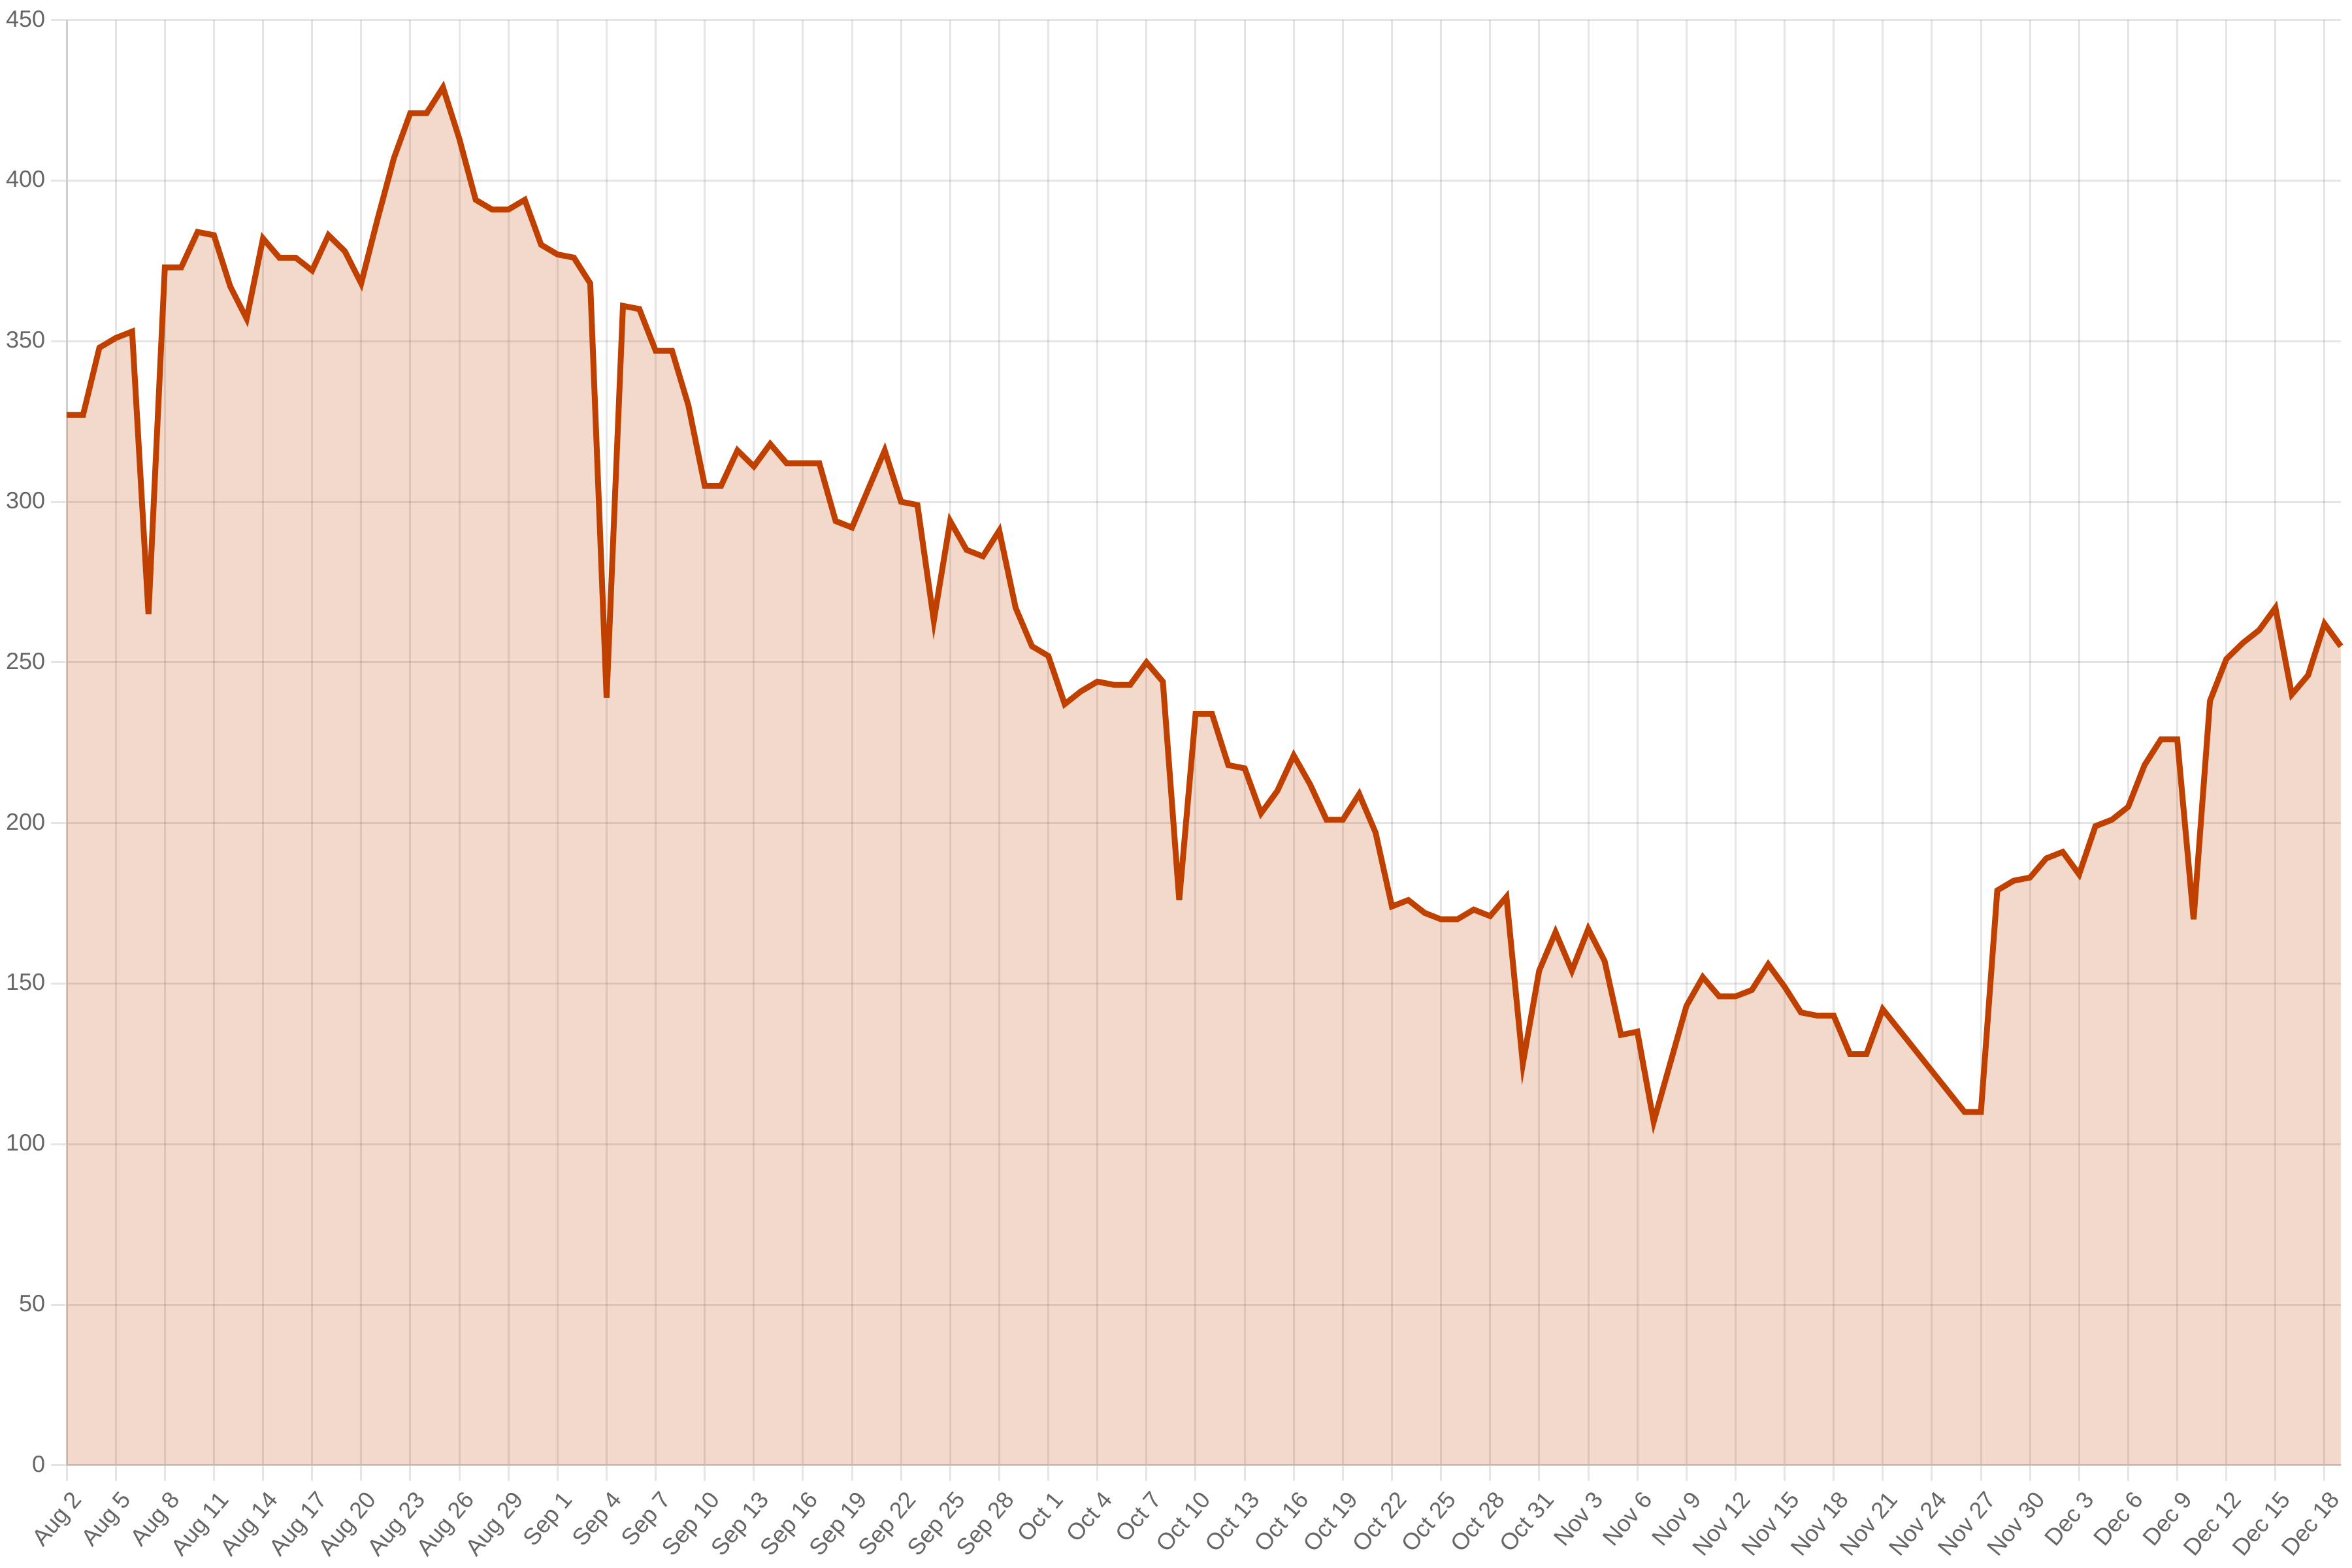 450
400
350
300
250
200
150
100
50
0
Aug 2
Aug 5
Aug 8
Aug 11
Aug 14
Aug 17
Aug 20
Aug 23
Aug 26
Aug 29
Sep 1
Sep 4
Sep 7
Sep 10
Sep 13
Sep 16
Sep 19
Sep 22
Sep 25
Sep 28
Oct 1
Oct 4
Oct 7
Oct 10
Oct 13
Oct 16
Oct 19
Oct 22
Oct 25
Oct 28
Oct 31
Nov 3
Nov 6
Nov 9
Nov 12
Nov 15
Nov 18
Nov 21
Nov 24
Nov 27
Nov 30
Dec 3
Dec 6
Dec 9
Dec 12
Dec 15
Dec 18